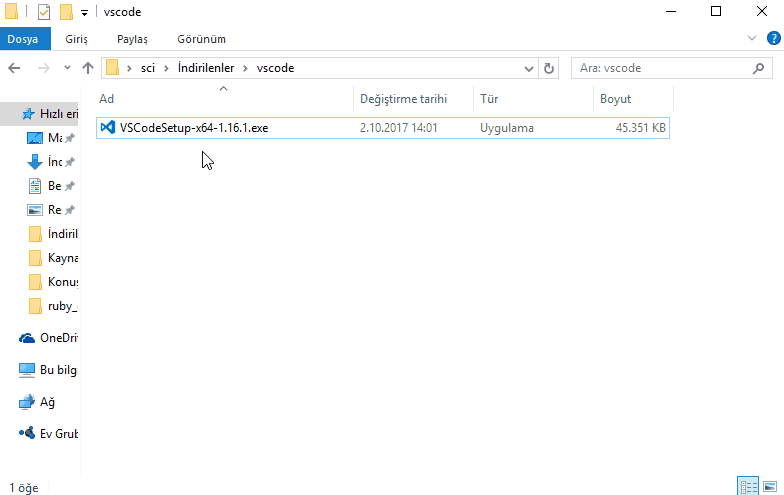 vscode
Dosya Giriş Paylaş Görünüm
sci İndirilenler vscode
Ara: vscode
Ad Değiştirme tarihi Tür Boyut
VSCodeSetup-x64-1.16.1.exe 2.10.2017 14:01 Uygulama 45.351 KB
Hızlı eri
Ma
İnd
Be
Re
İndiril
Kayna
Konuş
ruby_
OneDri
Bu bilg
Ağ
Ev Grub
1 öğe